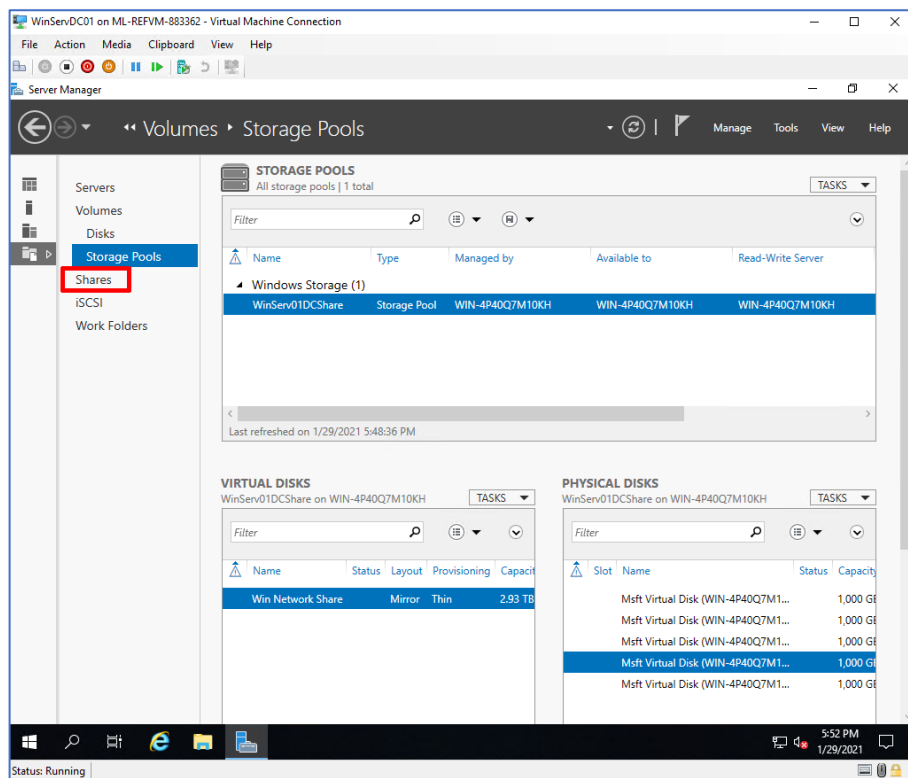 WinServDC01 on ML-REFVM-883362 - Virtual Machine Connection
File Action Media Clipboard View Help
Server Manager
Volumes Storage Pools
Manage Tools View Help
Servers
Volumes
Disks
Storage Pools
Shares
iSCSI
Work Folders
STORAGE POOLS
All storage pools | 1 total
TASKS
Filter
Name Type Managed by Available to Read-Write Server
Windows Storage (1)
WinServ01DCShare Storage Pool WIN-4P40Q7M10KH WIN-4P40Q7M10KH WIN-4P40Q7M10KH
Last refreshed on 1/29/2021 5:48:36 PM
VIRTUAL DISKS
WinServ01DCShare on WIN-4P40Q7M10KH
TASKS
Filter
Name Status Layout Provisioning Capacit
Win Network Share Mirror Thin 2.93 TB
PHYSICAL DISKS
WinServ01DCShare on WIN-4P40Q7M10KH
TASKS
Filter
Slot Name Status Capacity
Msft Virtual Disk (WIN-4P40Q7M1... 1,000 GE
Msft Virtual Disk (WIN-4P40Q7M1... 1,000 GE
Msft Virtual Disk (WIN-4P40Q7M1... 1,000 GE
Msft Virtual Disk (WIN-4P40Q7M1... 1,000 GE
Msft Virtual Disk (WIN-4P40Q7M1... 1,000 GE
5:52 PM
1/29/2021
Status: Running